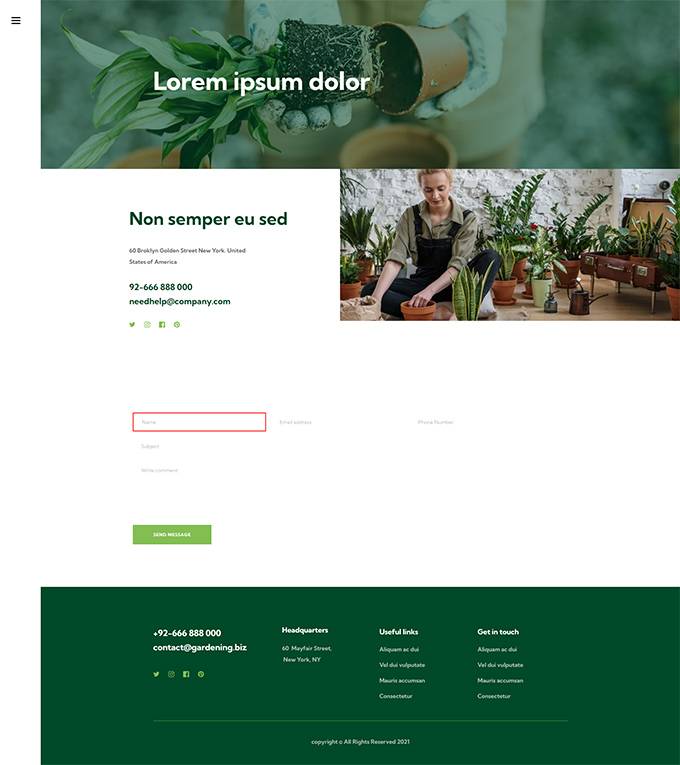 Lorem ipsum dolor
Non semper eu sed
60 Broklyn Golden Street New York. United
States of America
92-666 888 000
needhelp@company.com
Name
Email address
Phone Number
Subject
Write comment
SEND MESSAGE
+92-666 888 000
contact@gardening.biz
Headquarters
60 Mayfair Street,
New York, NY
Useful links
Aliquam ac dui
Vel dui vulputate
Mauris accumsan
Consectetur
Get in touch
Aliquam ac dui
Vel dui vulputate
Mauris accumsan
Consectetur
copyright © All Rights Reserved 2021